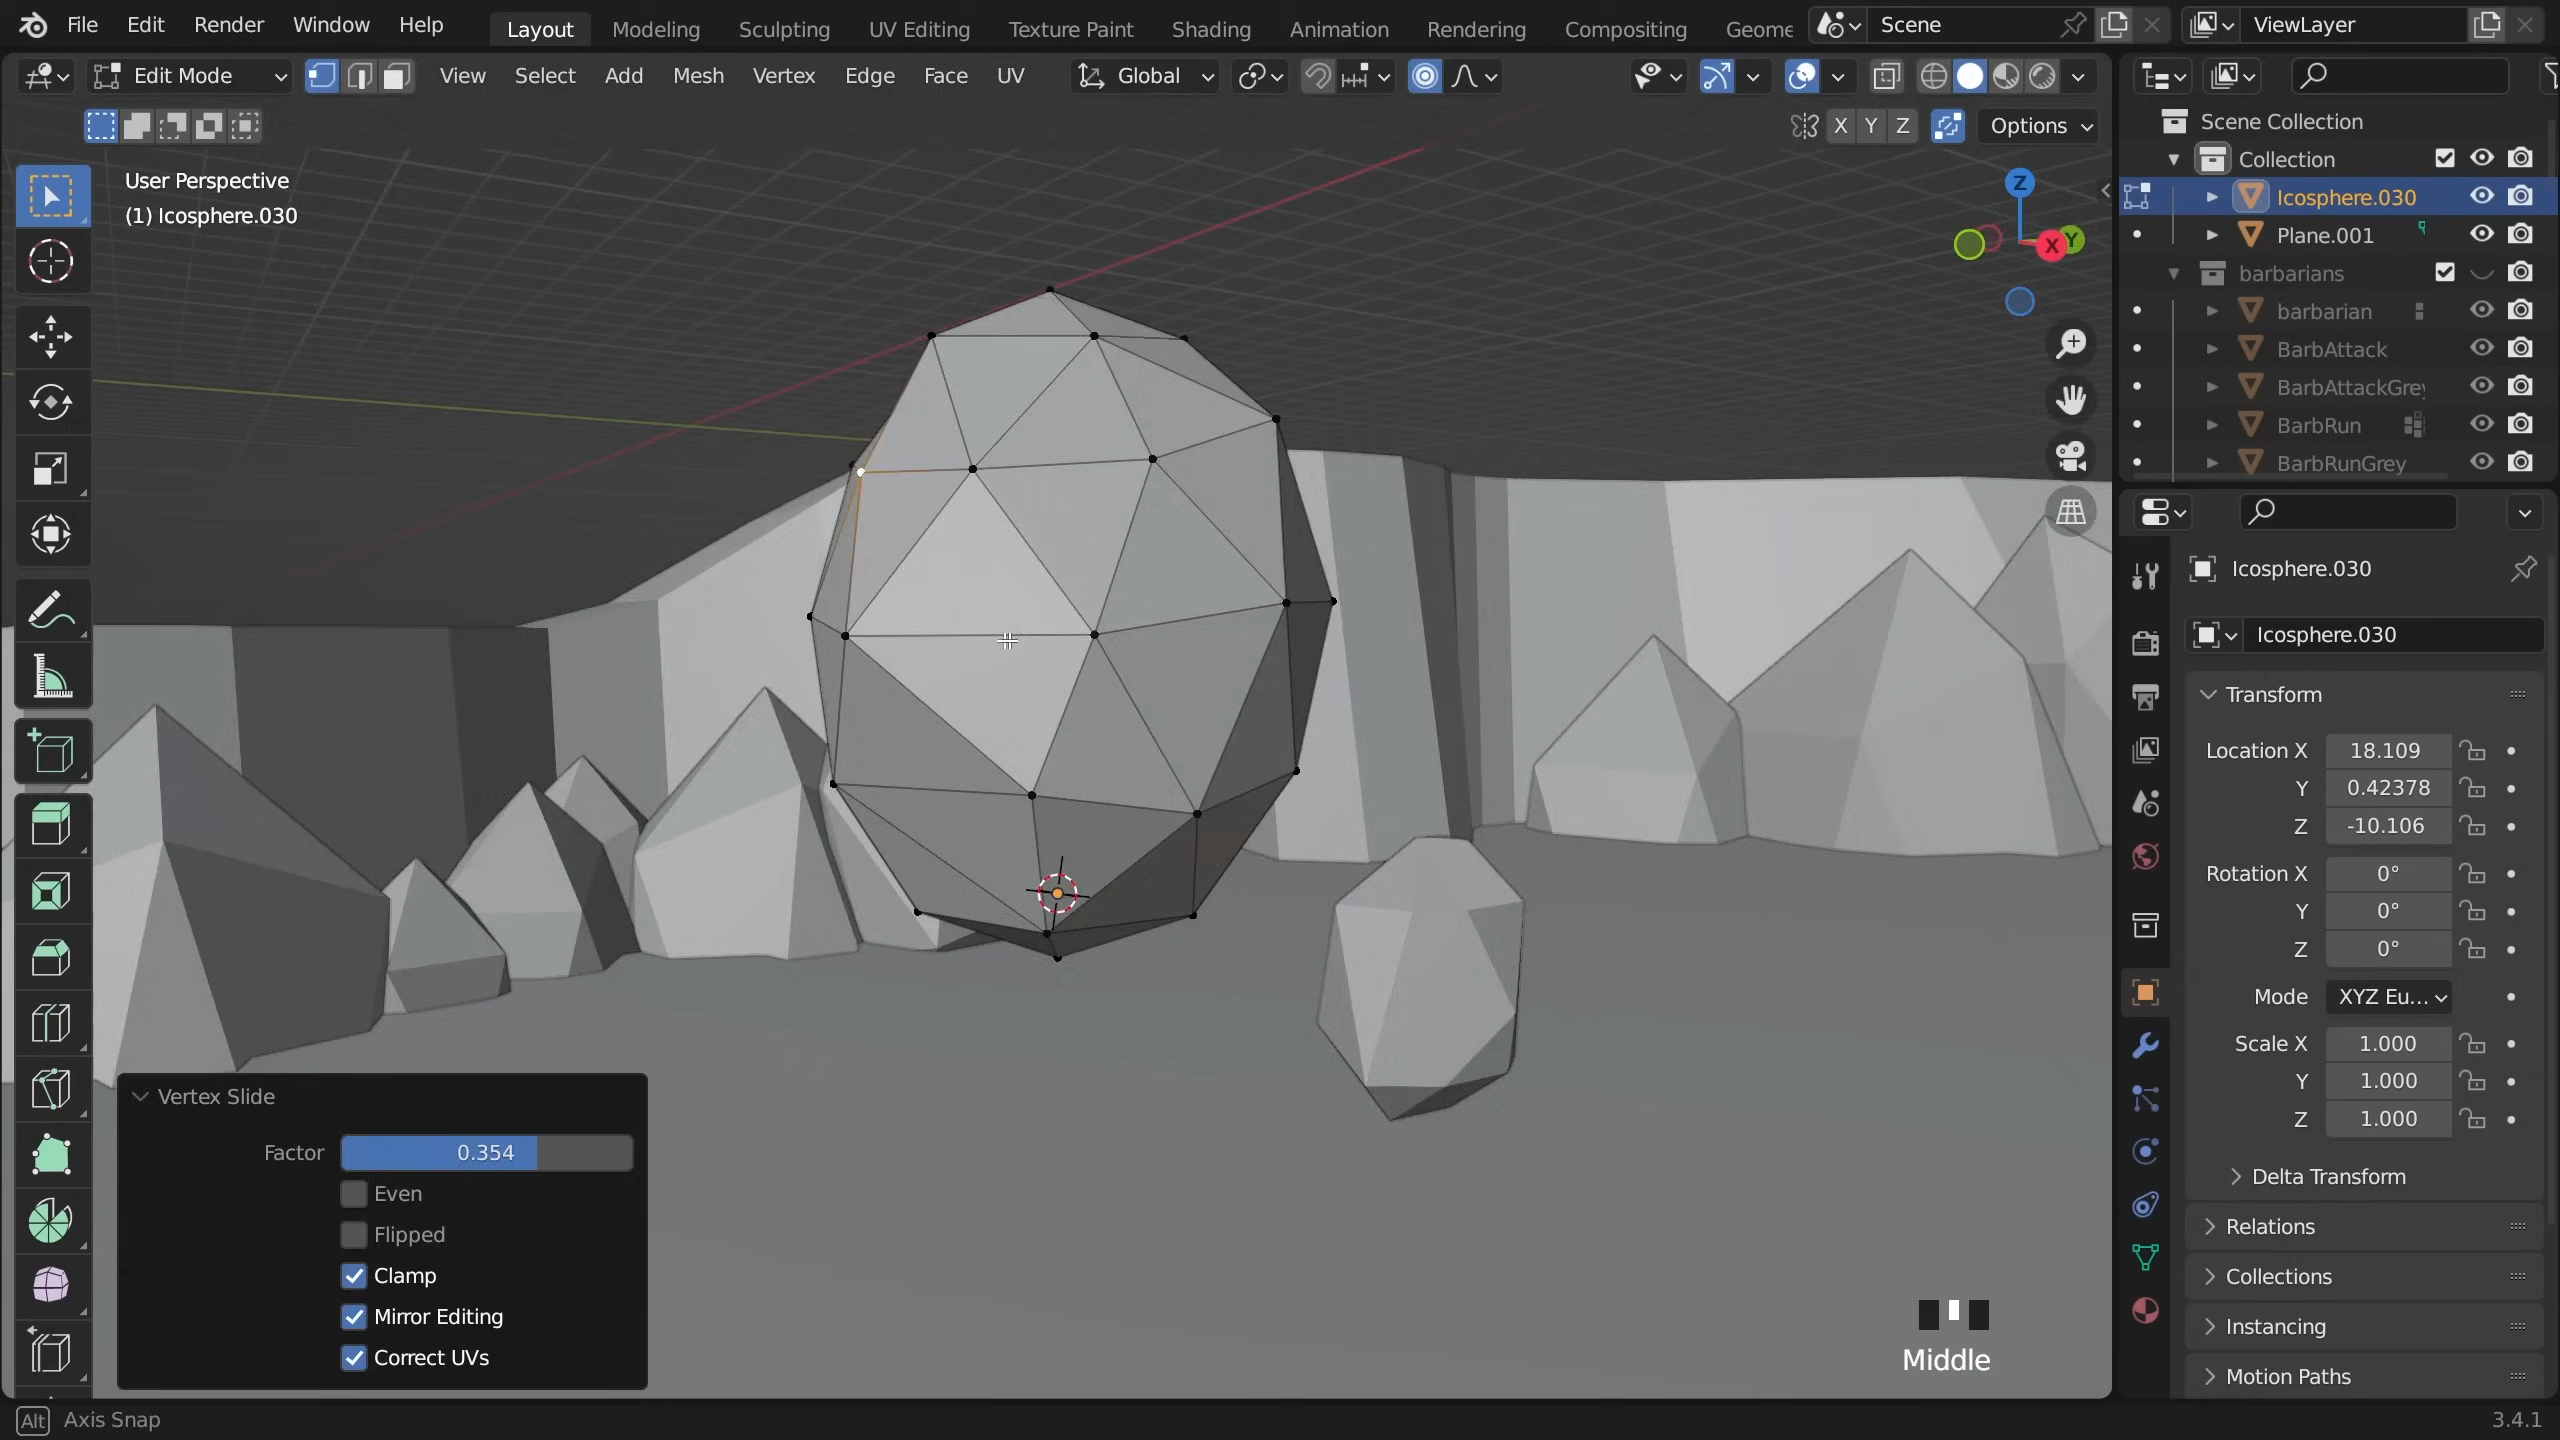 File Edit Render Window Help Layout Modeling Sculpting UV Editing Texture Paint Shading Animation Rendering Compositing Geome Scene ViewLayer
Edit Mode View Select Add Mesh Vertex Edge Face UV Global
X Y Z Options
User Perspective
(1) Icosphere.030
Z
Y
X
Scene Collection
Collection
Icosphere.030
Plane.001
barbarians
barbarian
BarbAttack
BarbAttackGrey
BarbRun
BarbRunGrey
Icosphere.030
Icosphere.030
Transform
Location X 18.109
Y 0.42378
Z -10.106
Rotation X 0°
Y 0°
Z 0°
Mode XYZ Eu...
Scale X 1.000
Y 1.000
Z 1.000
Delta Transform
Relations
Collections
Instancing
Motion Paths
Vertex Slide
Factor 0.354
Even
Flipped
Clamp
Mirror Editing
Correct UVs
Middle
Alt Axis Snap
3.4.1